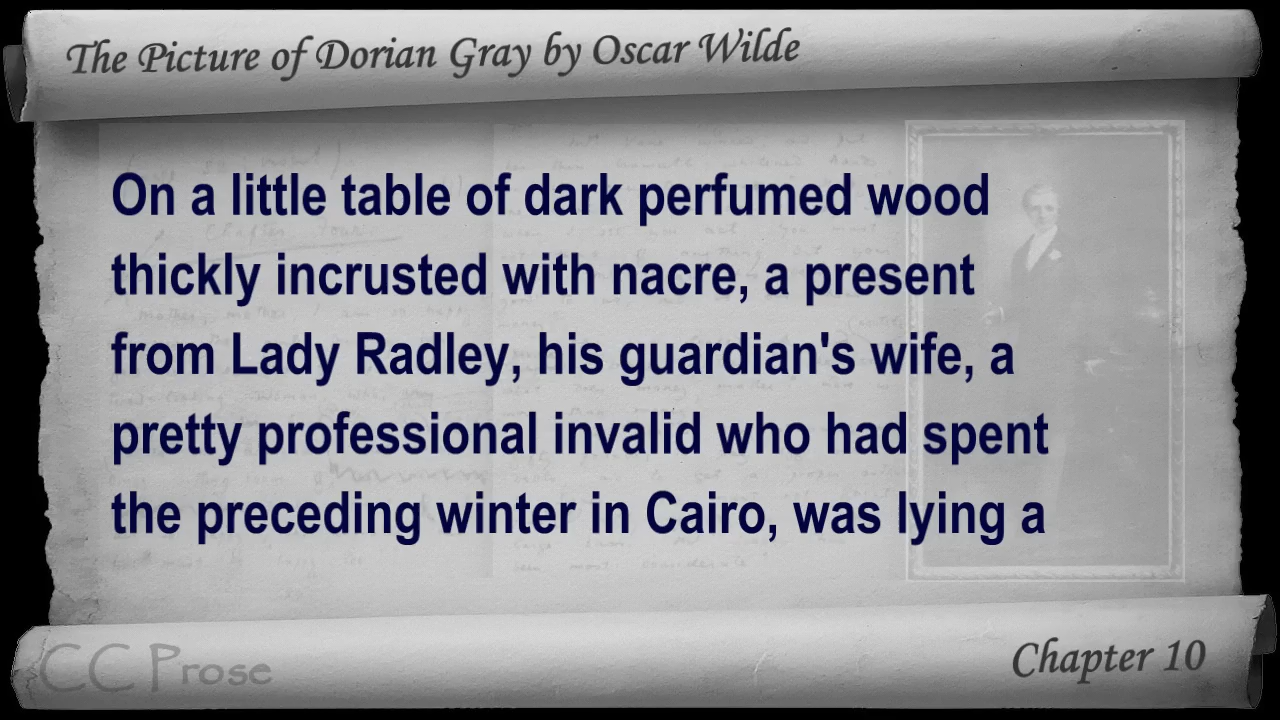 The Picture of Dorian Gray by Oscar Wilde
On a little table of dark perfumed wood
thickly incrusted with nacre, a present
from Lady Radley, his guardian's wife, a
pretty professional invalid who had spent
the preceding winter in Cairo, was lying a
CC Prose
Chapter 10